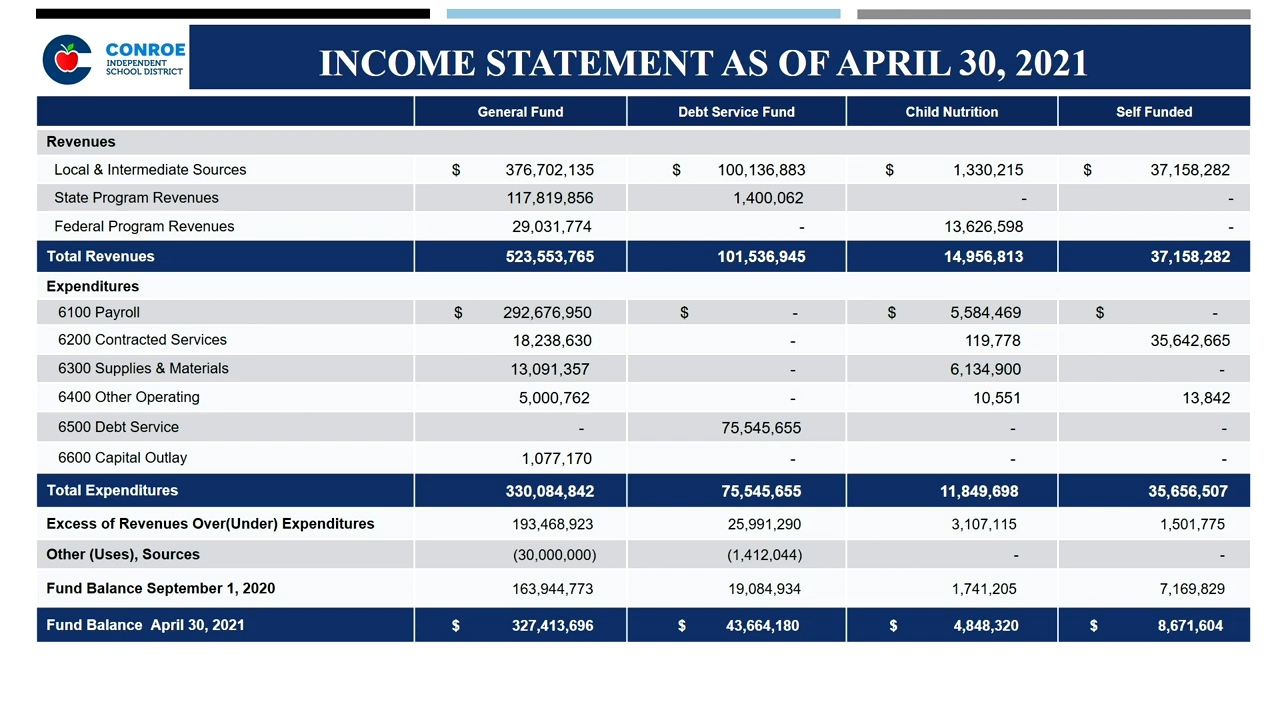 CONROE
INDEPENDENT
SCHOOL DISTRICT
INCOME STATEMENT AS OF APRIL 30, 2021
General Fund Debt Service Fund Child Nutrition Self Funded
Revenues
Local & Intermediate Sources $ 376,702,135 $ 100,136,883 $ 1,330,215 $ 37,158,282
State Program Revenues 117,819,856 1,400,062 - -
Federal Program Revenues 29,031,774 - 13,626,598 -
Total Revenues 523,553,765 101,536,945 14,956,813 37,158,282
Expenditures
6100 Payroll $ 292,676,950 $ - $ 5,584,469 $ -
6200 Contracted Services 18,238,630 - 119,778 35,642,665
6300 Supplies & Materials 13,091,357 - 6,134,900 -
6400 Other Operating 5,000,762 - 10,551 13,842
6500 Debt Service - 75,545,655 - -
6600 Capital Outlay 1,077,170 - - -
Total Expenditures 330,084,842 75,545,655 11,849,698 35,656,507
Excess of Revenues Over(Under) Expenditures 193,468,923 25,991,290 3,107,115 1,501,775
Other (Uses), Sources (30,000,000) (1,412,044) - -
Fund Balance September 1, 2020 163,944,773 19,084,934 1,741,205 7,169,829
Fund Balance April 30, 2021 $ 327,413,696 $ 43,664,180 $ 4,848,320 $ 8,671,604